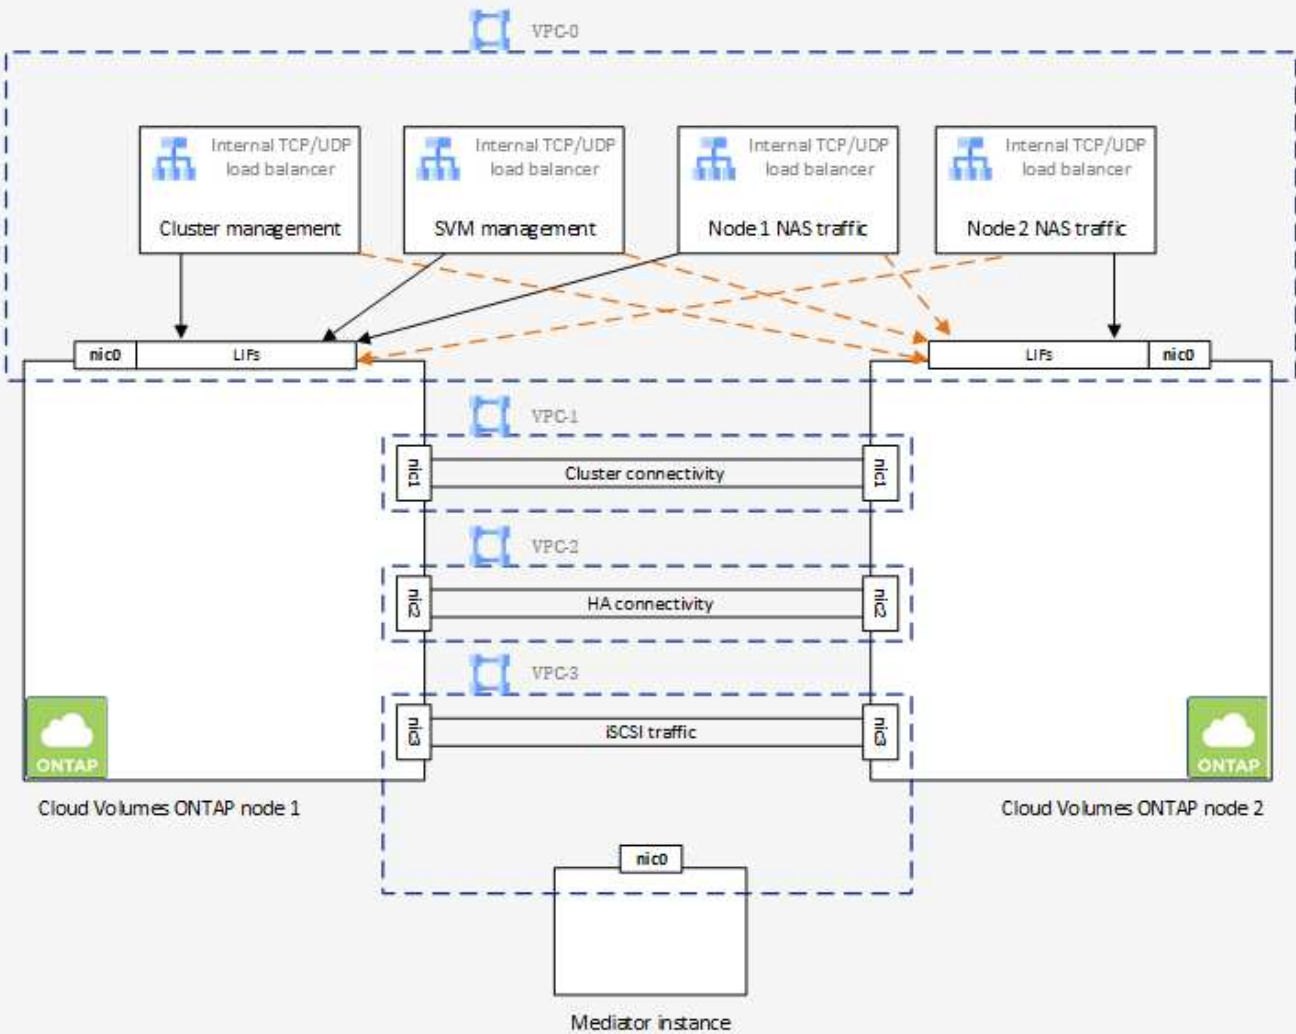 VPC-0
Internal TCP/UDP
load balancer
Cluster management
Internal TCP/UDP
load balancer
SVM management
Internal TCP/UDP
load balancer
Node 1 NAS traffic
Internal TCP/UDP
load balancer
Node 2 NAS traffic
nic0
LIFs
LIFs
nic0
VPC-1
nic1
Cluster connectivity
nic1
VPC-2
nic2
HA connectivity
nic2
VPC-3
nic3
iSCSI traffic
nic3
ONTAP
ONTAP
Cloud Volumes ONTAP node 1
Cloud Volumes ONTAP node 2
nic0
Mediator instance